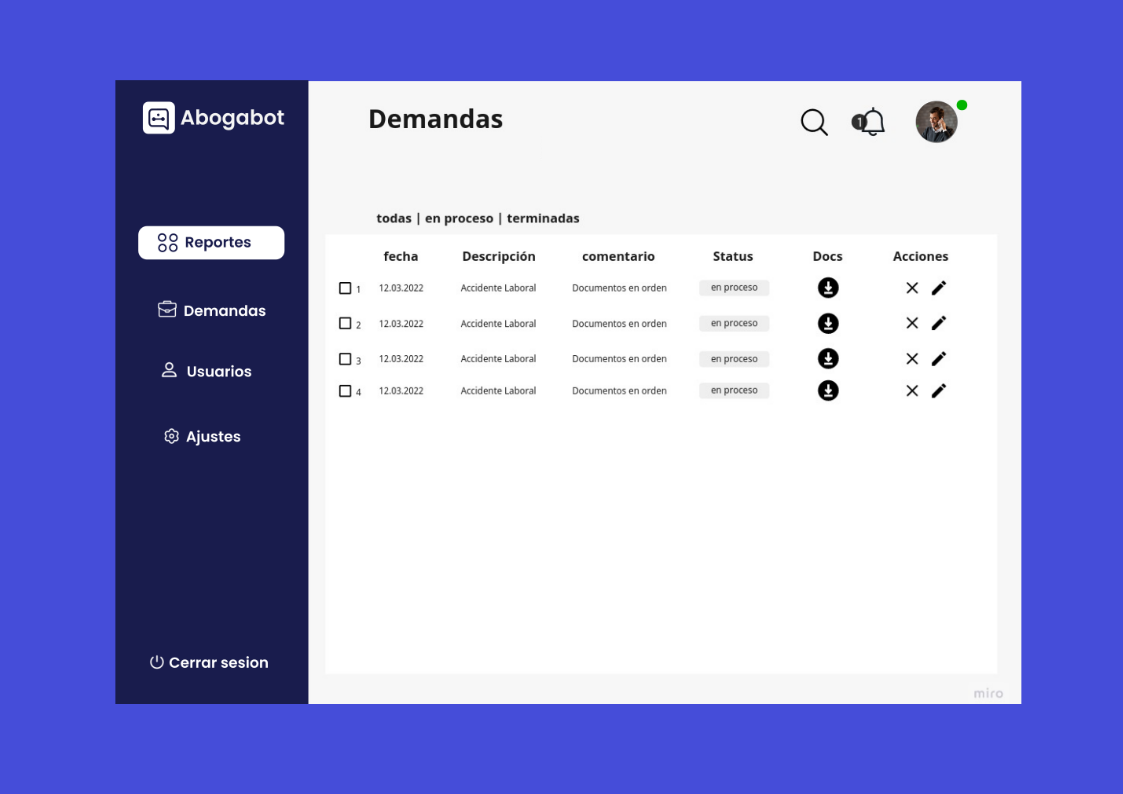 Abogabot
Demandas
1
Reportes
Demandas
Usuarios
Ajustes
Cerrar sesion
todas | en proceso | terminadas
fecha Descripción comentario Status Docs Acciones
1 12.03.2022 Accidente Laboral Documentos en orden en proceso
2 12.03.2022 Accidente Laboral Documentos en orden en proceso
3 12.03.2022 Accidente Laboral Documentos en orden en proceso
4 12.03.2022 Accidente Laboral Documentos en orden en proceso
miro